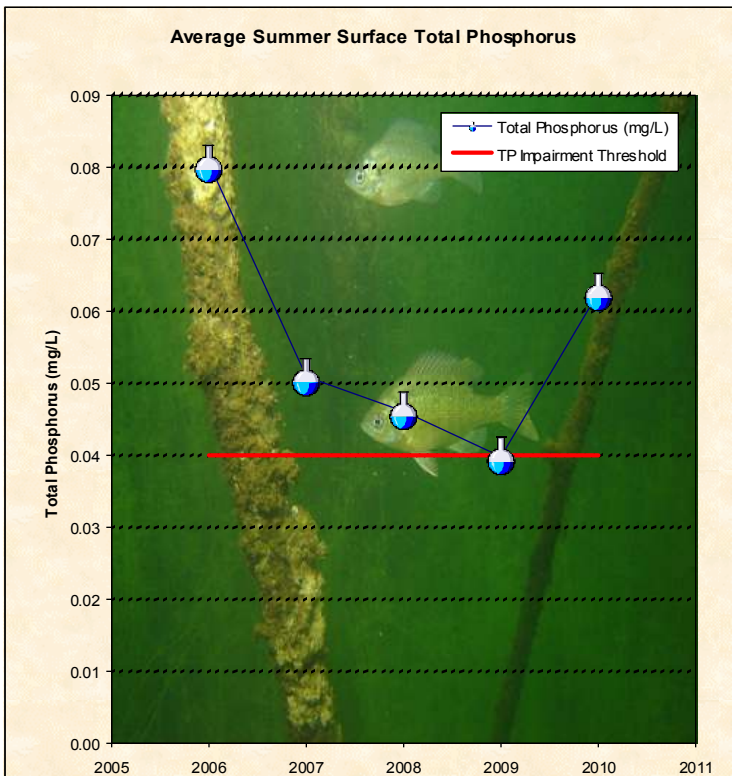 Average Summer Surface Total Phosphorus
Total Phosphorus (mg/L)
TP Impairment Threshold
0.09
0.08
0.07
0.06
0.05
0.04
0.03
0.02
0.01
0.00
Total Phosphorus (mg/L)
2005 2006 2007 2008 2009 2010 2011